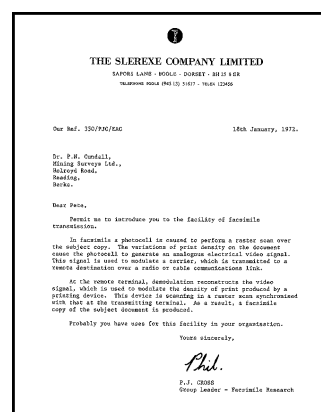 THE SLEREXE COMPANY LIMITED
SAPORS LANE - BOOLE - DORSET - BH 25 8 ER
TELEPHONE BOOLE (945 13) 51617 - TELEX 123456
Our Ref. 350/PJC/EAC
18th January, 1972.
Dr. P.N. Cundall,
Mining Surveys Ltd.,
Holroyd Road,
Reading,
Berks.
Dear Pete,
Permit us to introduce you to the facility of facsimile
transmission.
In facsimile a photocell is caused to perform a raster scan over
the subject copy. The variations of print density on the document
cause the photocell to generate an analogous electrical video signal.
This signal is used to modulate a carrier, which is transmitted to a
remote destination over a radio or cable communications link.
At the remote terminal, demodulation reconstructs the video
signal, which is used to modulate the density of print produced by a
printing device. This device is scanning in a raster scan synchronised
with that at the transmitting terminal. As a result, a facsimile
copy of the subject document is produced.
Probably you have uses for this facility in your organisation.
Yours sincerely,
Phil.
P.J. CROSS
Group Leader - Facsimile Research